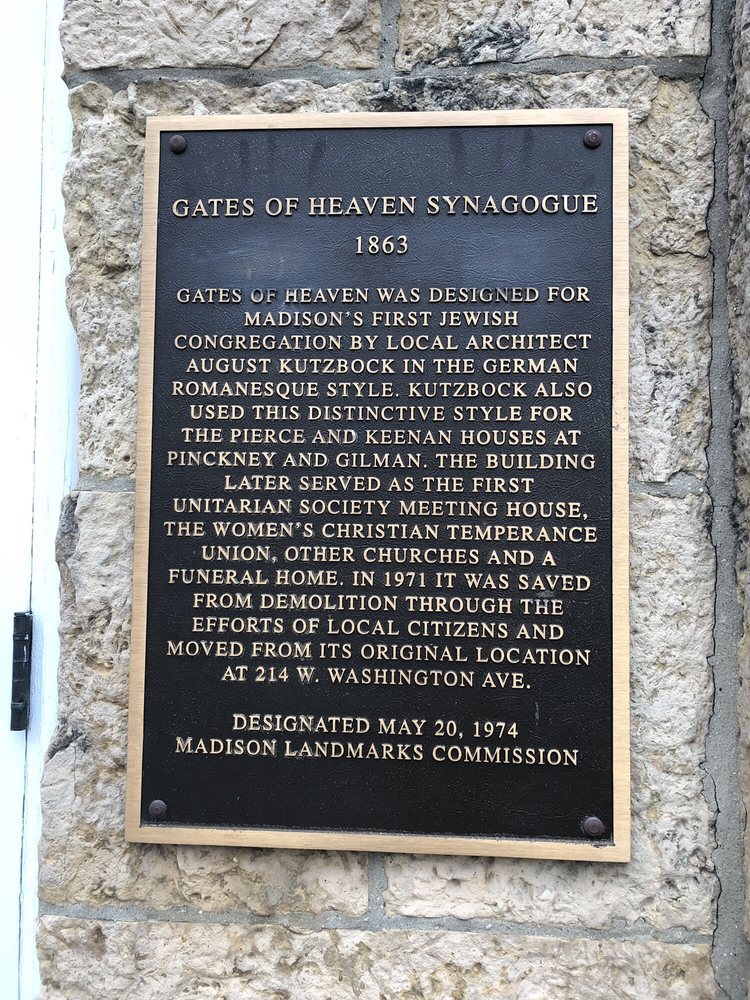 GATES OF HEAVEN SYNAGOGUE
1863
GATES OF HEAVEN WAS DESIGNED FOR
MADISON'S FIRST JEWISH
CONGREGATION BY LOCAL ARCHITECT
AUGUST KUTZBOCK IN THE GERMAN
ROMANESQUE STYLE. KUTZBOCK ALSO
USED THIS DISTINCTIVE STYLE FOR
THE PIERCE AND KEENAN HOUSES AT
PINCKNEY AND GILMAN. THE BUILDING
LATER SERVED AS THE FIRST
UNITARIAN SOCIETY MEETING HOUSE,
THE WOMEN'S CHRISTIAN TEMPERANCE
UNION, OTHER CHURCHES AND A
FUNERAL HOME. IN 1971 IT WAS SAVED
FROM DEMOLITION THROUGH THE
EFFORTS OF LOCAL CITIZENS AND
MOVED FROM ITS ORIGINAL LOCATION
AT 214 W. WASHINGTON AVE.
DESIGNATED MAY 20, 1974
MADISON LANDMARKS COMMISSION